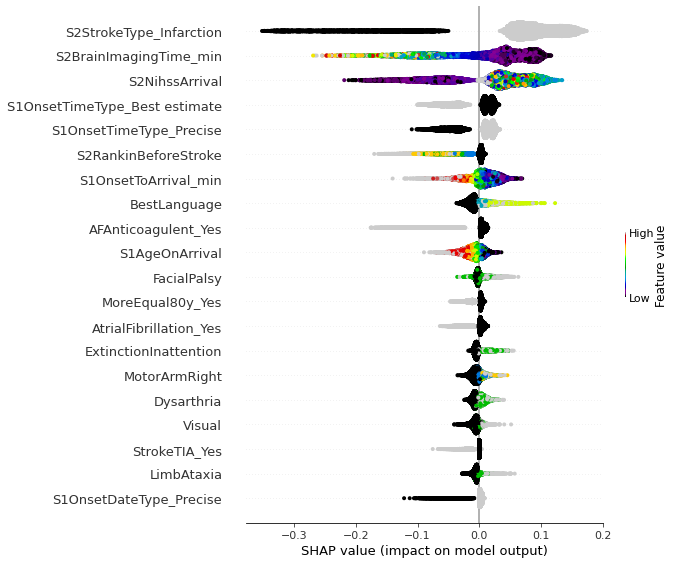 S2StrokeType_Infarction
S2BrainImagingTime_min
S2NihssArrival
S1OnsetTimeType_Best estimate
S1OnsetTimeType_Precise
S2RankinBeforeStroke
S1OnsetToArrival_min
BestLanguage
AFAnticoagulent_Yes
S1AgeOnArrival
FacialPalsy
MoreEqual80y_Yes
AtrialFibrillation_Yes
ExtinctionInattention
MotorArmRight
Dysarthria
Visual
StrokeTIA_Yes
LimbAtaxia
S1OnsetDateType_Precise
−0.3 −0.2 −0.1 0.0 0.1 0.2
SHAP value (impact on model output)
High
Low
Feature value